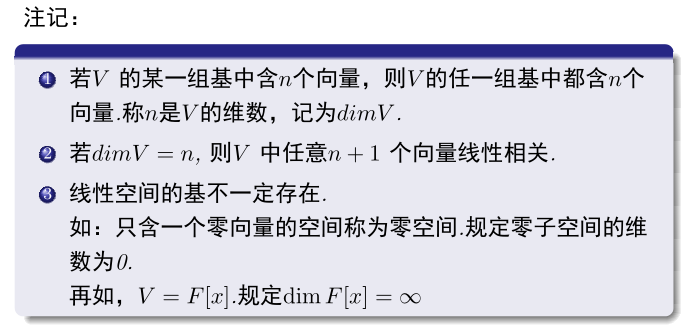 注记：
1 若V 的某一组基中含n个向量，则V的任一组基中都含n个
向量.称n是V的维数，记为dimV.
2 若dimV = n, 则V 中任意n + 1 个向量线性相关.
3 线性空间的基不一定存在.
如：只含一个零向量的空间称为零空间.规定零子空间的维
数为0.
再如，V = F[x].规定dim F[x] = ∞